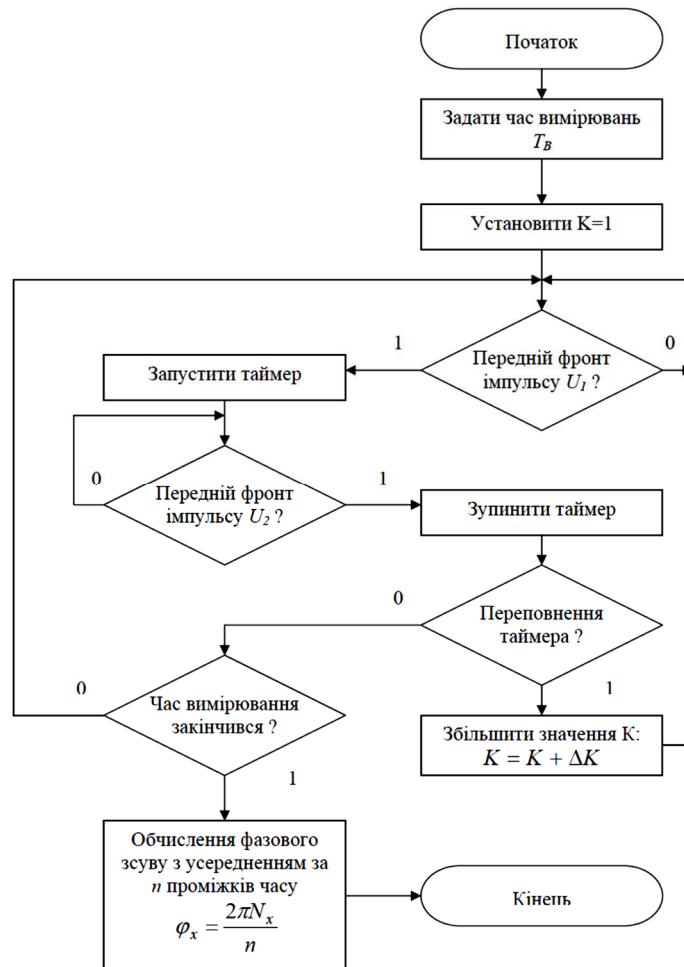 Початок
Задати час вимірювань
T_B
Установити K=1
1
0
Передній фронт
імпульсу U_1 ?
Запустити таймер
0
Передній фронт
імпульсу U_2 ?
1
Зупинити таймер
0
Переповнення
таймера ?
1
0
Час вимірювання
закінчився ?
1
Збільшити значення К:
K = K + ΔK
Обчислення фазового
зсуву з усередненням за
n проміжків часу
φ_x = 2πN_x / n
Кінець